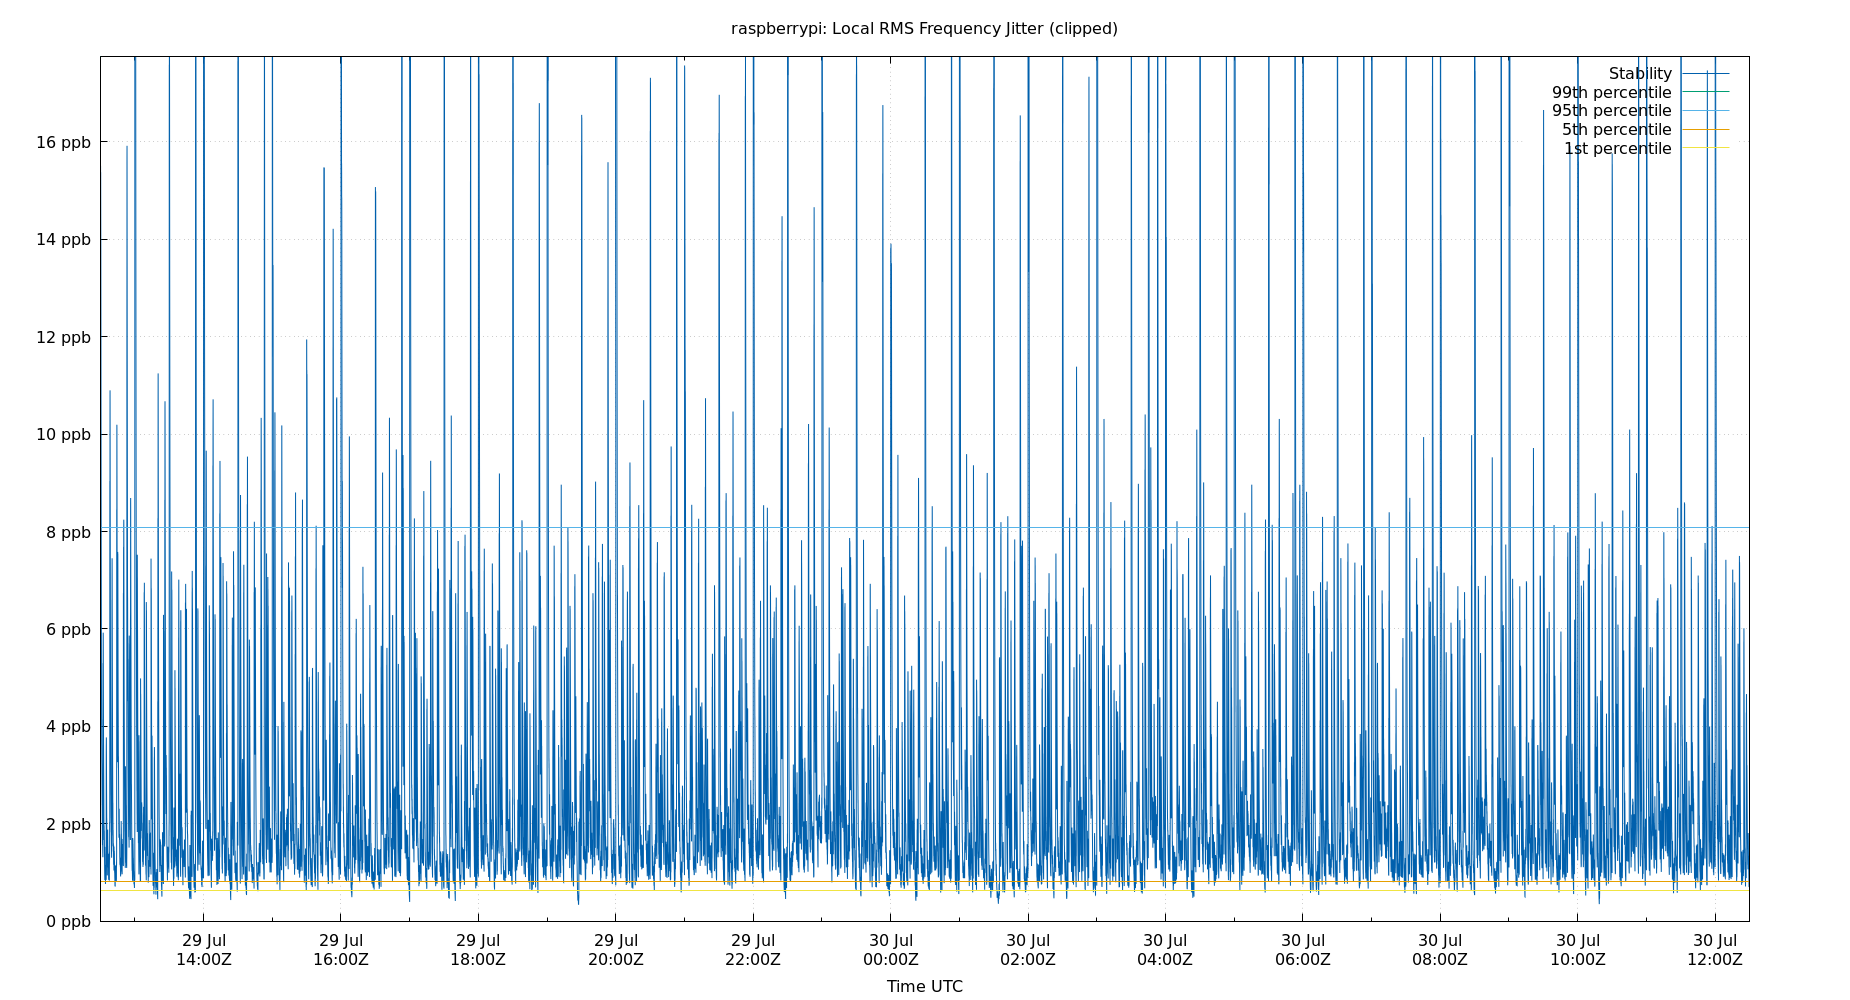 raspberrypi: Local RMS Frequency Jitter (clipped)
Stability
99th percentile
95th percentile
5th percentile
1st percentile
16 ppb
14 ppb
12 ppb
10 ppb
8 ppb
6 ppb
4 ppb
2 ppb
0 ppb
29 Jul 29 Jul 29 Jul 29 Jul 29 Jul 30 Jul 30 Jul 30 Jul 30 Jul 30 Jul 30 Jul 30 Jul
14:00Z 16:00Z 18:00Z 20:00Z 22:00Z 00:00Z 02:00Z 04:00Z 06:00Z 08:00Z 10:00Z 12:00Z
Time UTC